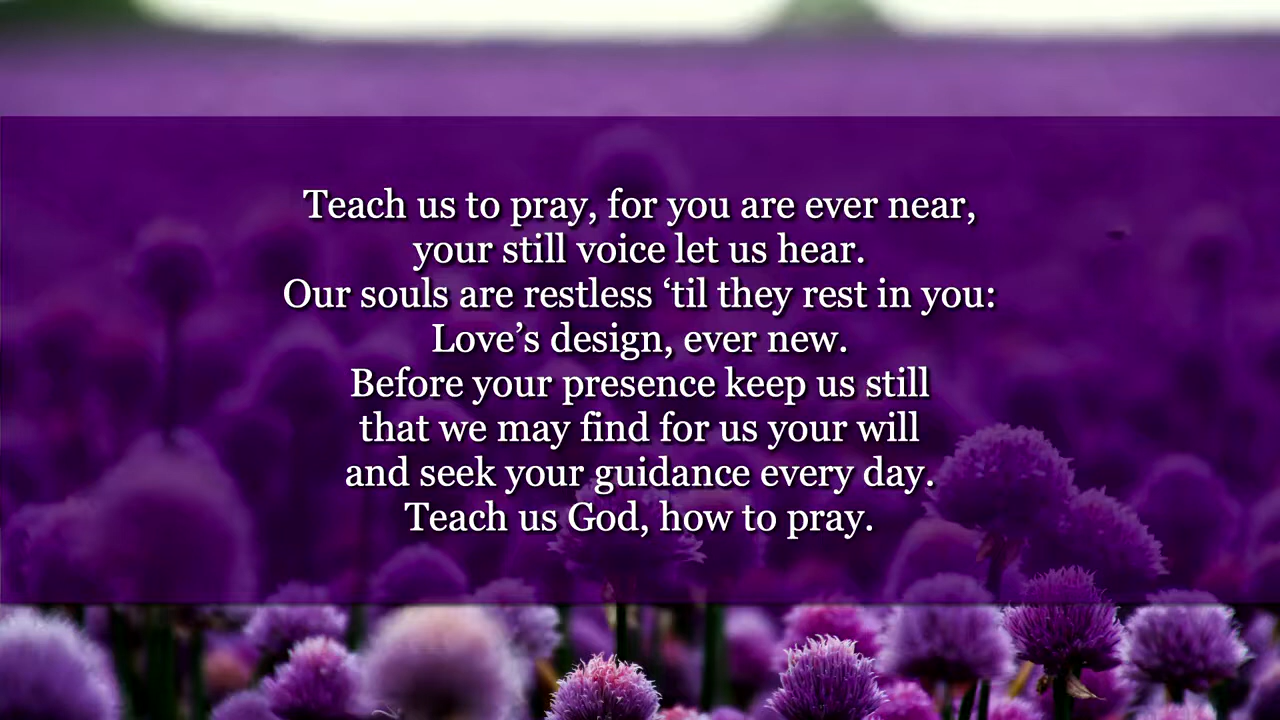 Teach us to pray, for you are ever near,
your still voice let us hear.
Our souls are restless ‘til they rest in you:
Love’s design, ever new.
Before your presence keep us still
that we may find for us your will
and seek your guidance every day.
Teach us God, how to pray.